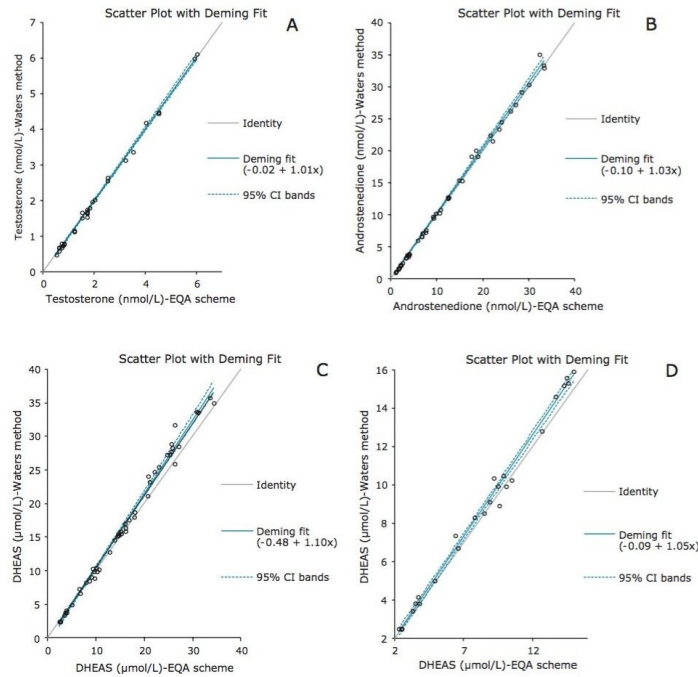 Scatter Plot with Deming Fit
A
7
6
5
4
3
2
1
0
Testosterone (nmol/L)-Waters method
0 2 4 6
Testosterone (nmol/L)-EQA scheme
Identity
Deming fit
(-0.02 + 1.01x)
95% CI bands
Scatter Plot with Deming Fit
B
40
35
30
25
20
15
10
5
0
Androstenedione (nmol/L)-Waters method
0 10 20 30 40
Androstenedione (nmol/L)-EQA scheme
Identity
Deming fit
(-0.10 + 1.03x)
95% CI bands
Scatter Plot with Deming Fit
C
40
35
30
25
20
15
10
5
0
DHEAS (μmol/L)-Waters method
0 10 20 30 40
DHEAS (μmol/L)-EQA scheme
Identity
Deming fit
(-0.48 + 1.10x)
95% CI bands
Scatter Plot with Deming Fit
D
16
14
12
10
8
6
4
2
DHEAS (μmol/L)-Waters method
2 7 12
DHEAS (μmol/L)-EQA scheme
Identity
Deming fit
(-0.09 + 1.05x)
95% CI bands